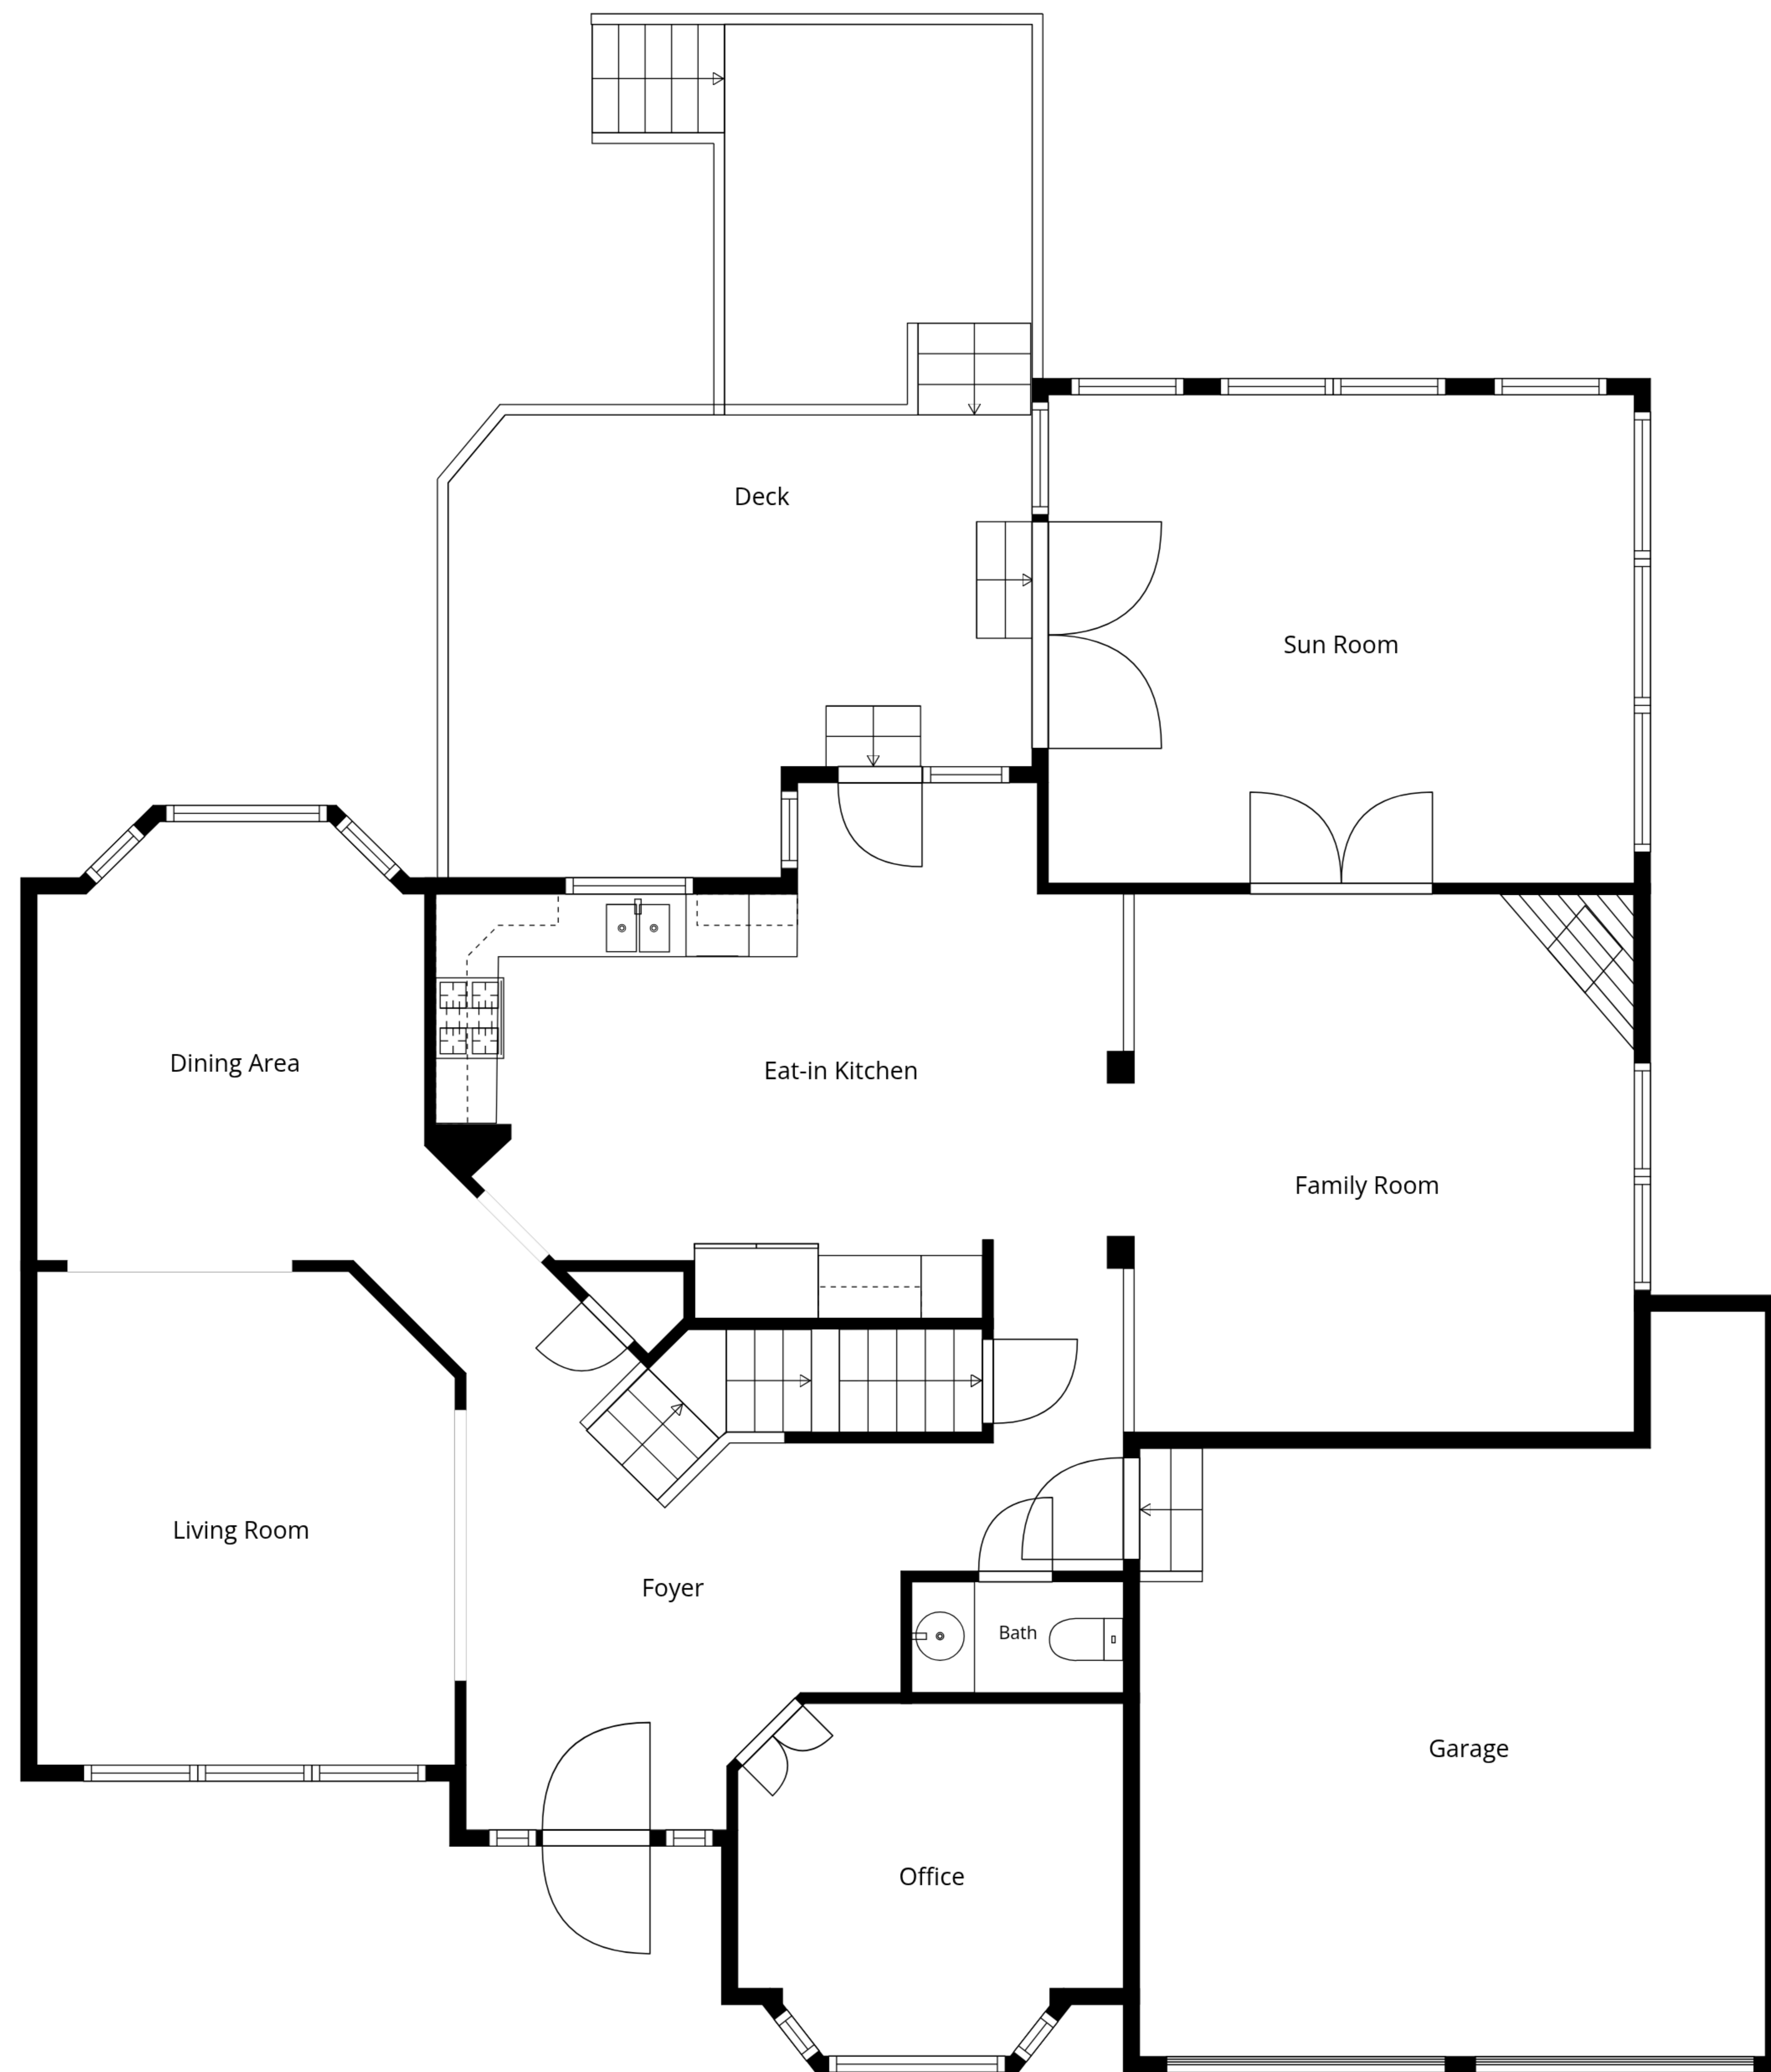 Deck
Sun Room
Dining Area
Eat-in Kitchen
Family Room
Living Room
Foyer
Bath
Garage
Office